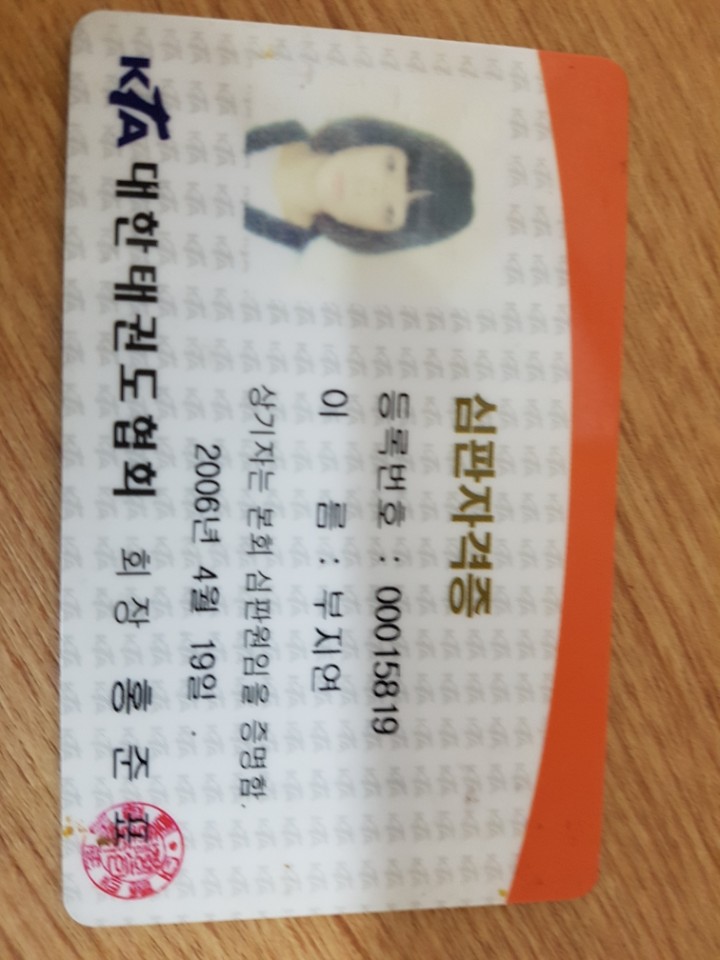 심판자격증
등록번호 : 00015819
이 름 : 부지연
상기자는 본회 심판원임을 증명함.
2006년 4월 19일
KTA 대한태권도협회 회장 홍준표